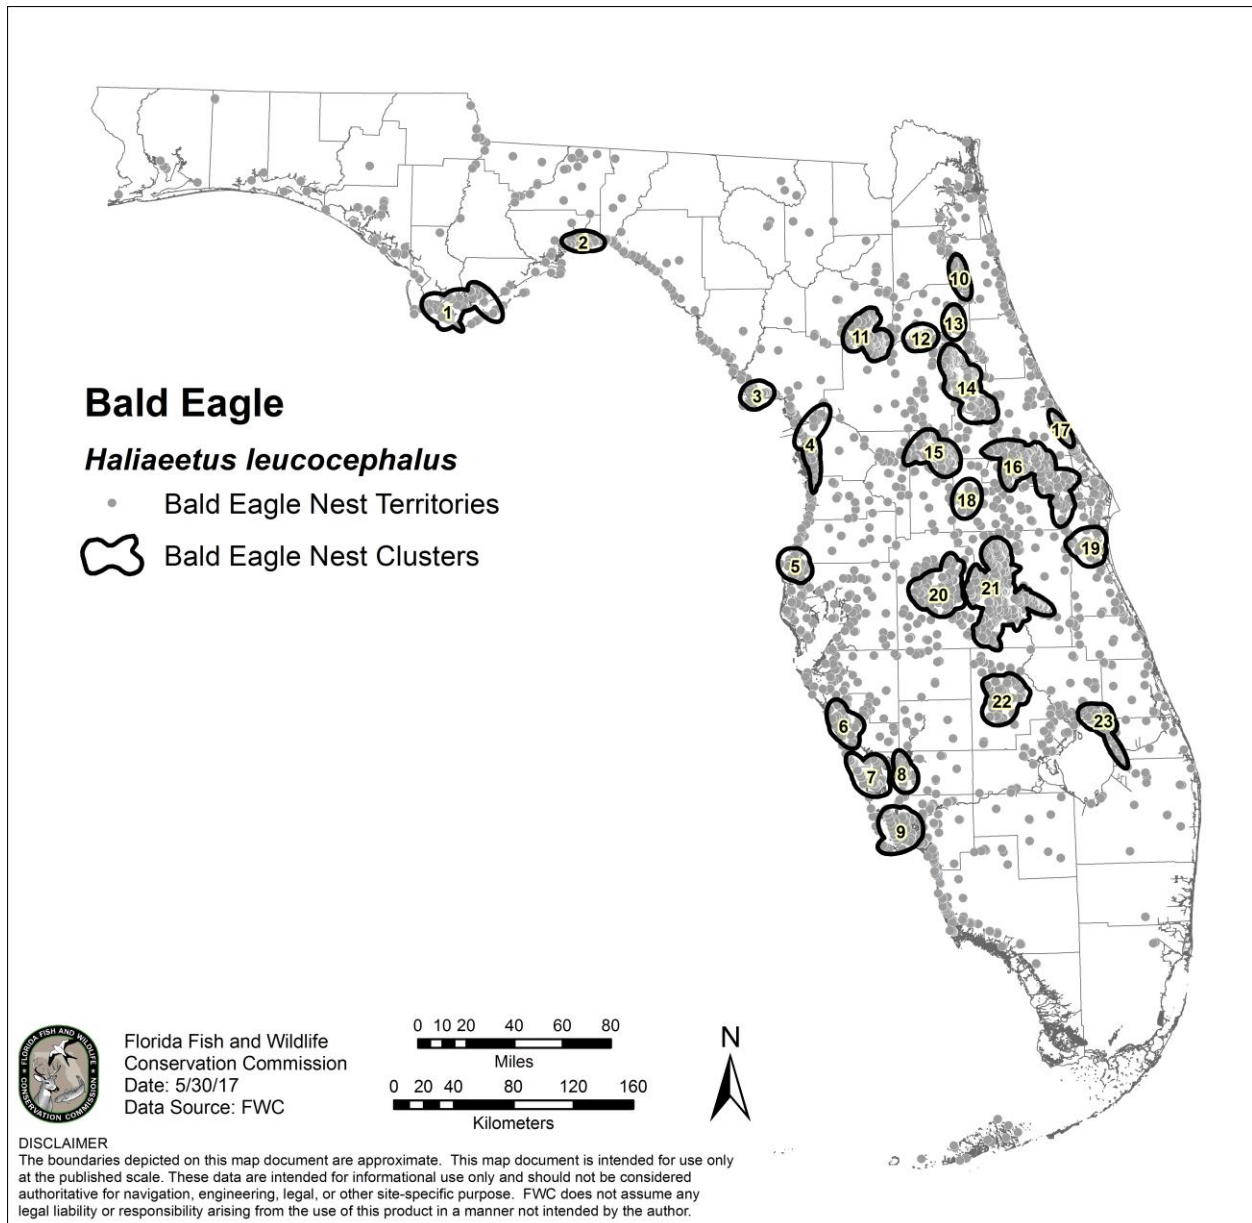 2
10
1
13
11
12
14
3
17
4
15
16
18
19
5
20
21
22
6
23
7
8
9
Bald Eagle
Haliaeetus leucocephalus
Bald Eagle Nest Territories
Bald Eagle Nest Clusters
FLORIDA FISH AND WILDLIFE
CONSERVATION COMMISSION
Florida Fish and Wildlife
Conservation Commission
Date: 5/30/17
Data Source: FWC
0 10 20 40 60 80
Miles
0 20 40 80 120 160
Kilometers
N
DISCLAIMER
The boundaries depicted on this map document are approximate. This map document is intended for use only
at the published scale. These data are intended for informational use only and should not be considered
authoritative for navigation, engineering, legal, or other site-specific purpose. FWC does not assume any
legal liability or responsibility arising from the use of this product in a manner not intended by the author.